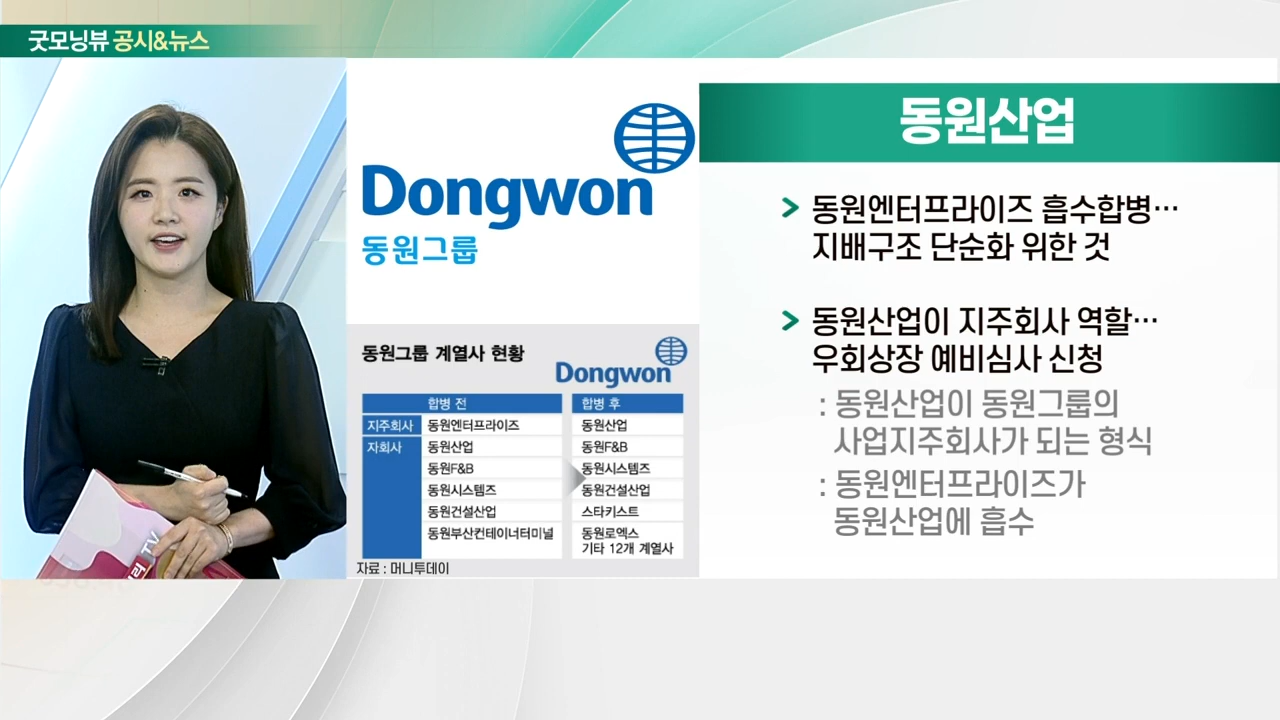 굿모닝뷰 공시&뉴스
Dongwon
동원그룹
동원산업
동원엔터프라이즈 흡수합병…
지배구조 단순화 위한 것
동원산업이 지주회사 역할…
우회상장 예비심사 신청
: 동원산업이 동원그룹의
사업지주회사가 되는 형식
: 동원엔터프라이즈가
동원산업에 흡수
동원그룹 계열사 현황
Dongwon
합병 전 합병 후
지주회사 동원엔터프라이즈 동원산업
자회사 동원산업 동원F&B
동원F&B 동원시스템즈
동원시스템즈 동원건설산업
동원건설산업 스타키스트
동원부산컨테이너터미널 동원로엑스
기타 12개 계열사
자료 : 머니투데이
TV